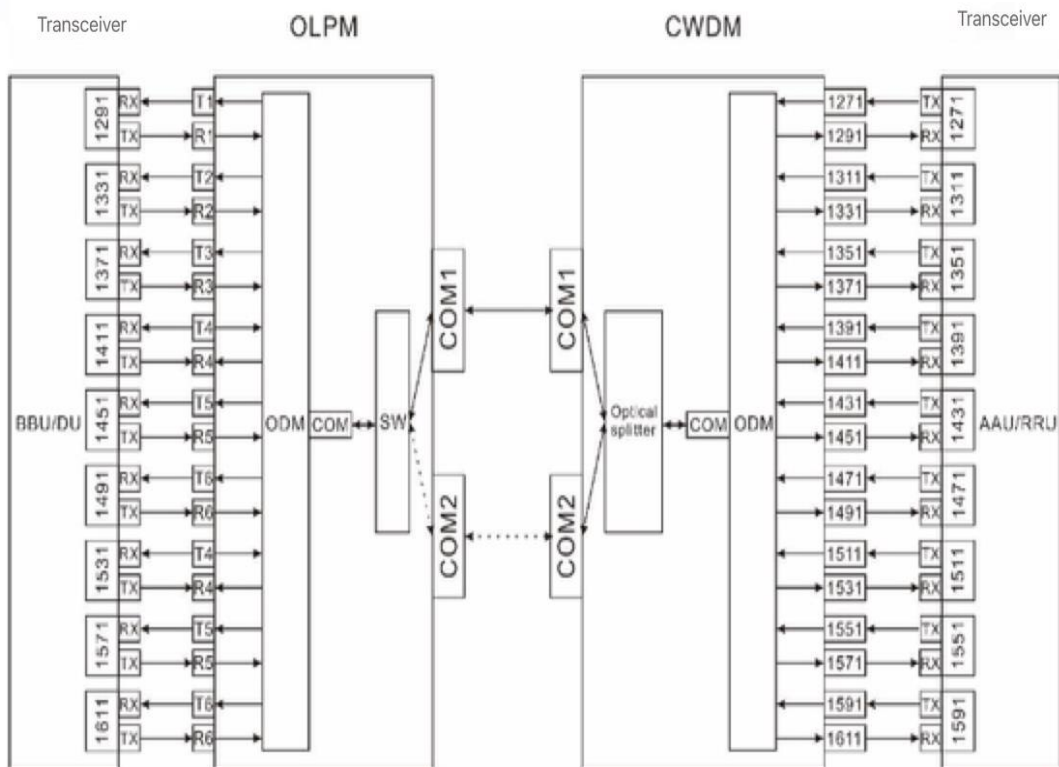 Transceiver OLPM CWDM Transceiver
1291 RX T1 1271 TX 1271
TX R1 1291 RX
1331 RX T2 1311 TX 1311
TX R2 1331 RX
1371 RX T3 1351 TX 1351
TX R3 1371 RX
COM1 COM1
1411 RX T4 1391 TX 1391
TX R4 1411 RX
1451 RX T5 1431 TX 1431
BBU/DU ODM COM SW Optical splitter COM ODM AAU/RRU
TX R5 1451 RX
1491 RX T6 1471 TX 1471
TX R6 1491 RX
COM2 COM2
1531 RX T4 1511 TX 1511
TX R4 1531 RX
1571 RX T5 1551 TX 1551
TX R5 1571 RX
1611 RX T6 1591 TX 1591
TX R6 1611 RX